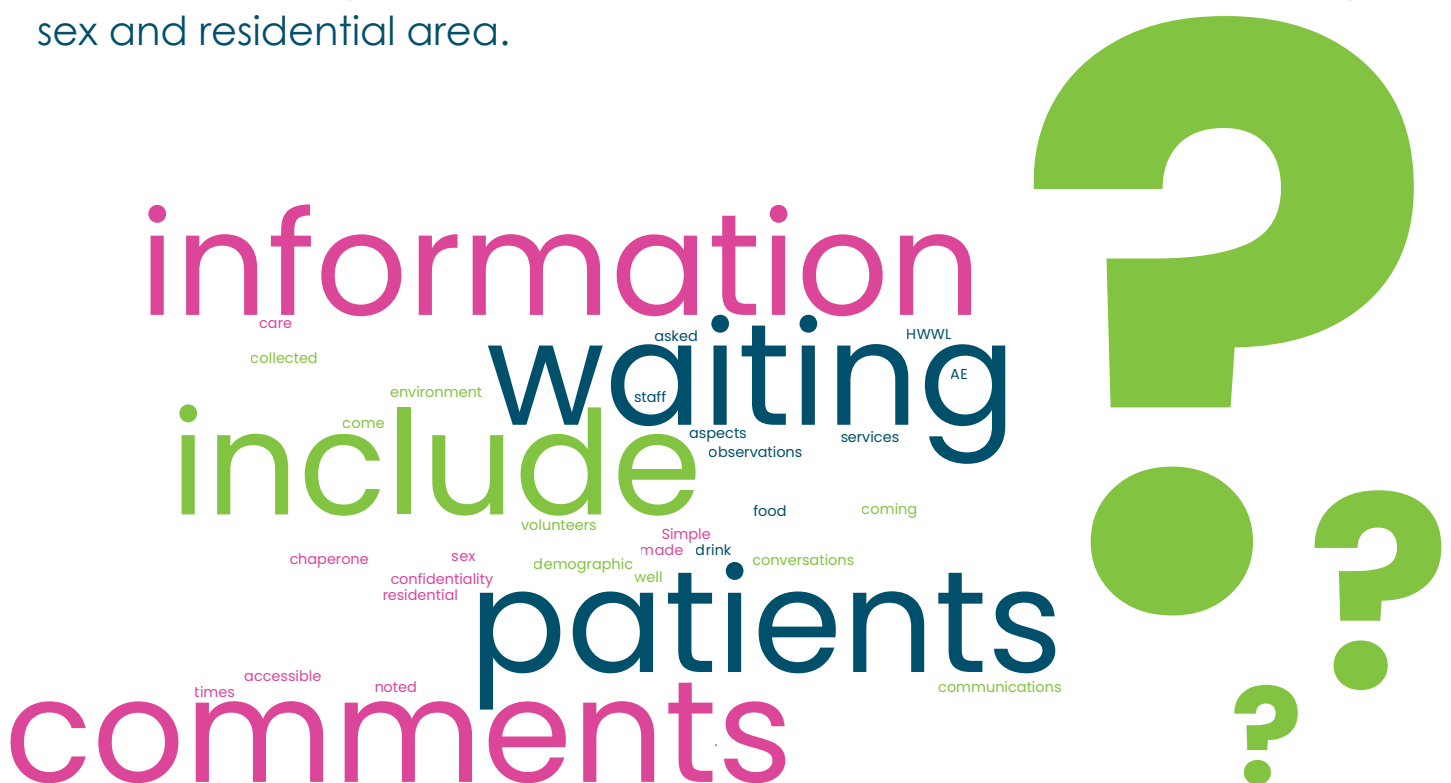 sex and residential area.
information
care
asked
HWWL
waiting
collected
AE
environment
staff
include
come
aspects
services
observations
food
coming
volunteers
Simple
made
drink
chaperone
sex
demographic
conversations
confidentiality
well
residential
patients
accessible
times
noted
communications
comments
?
?
?